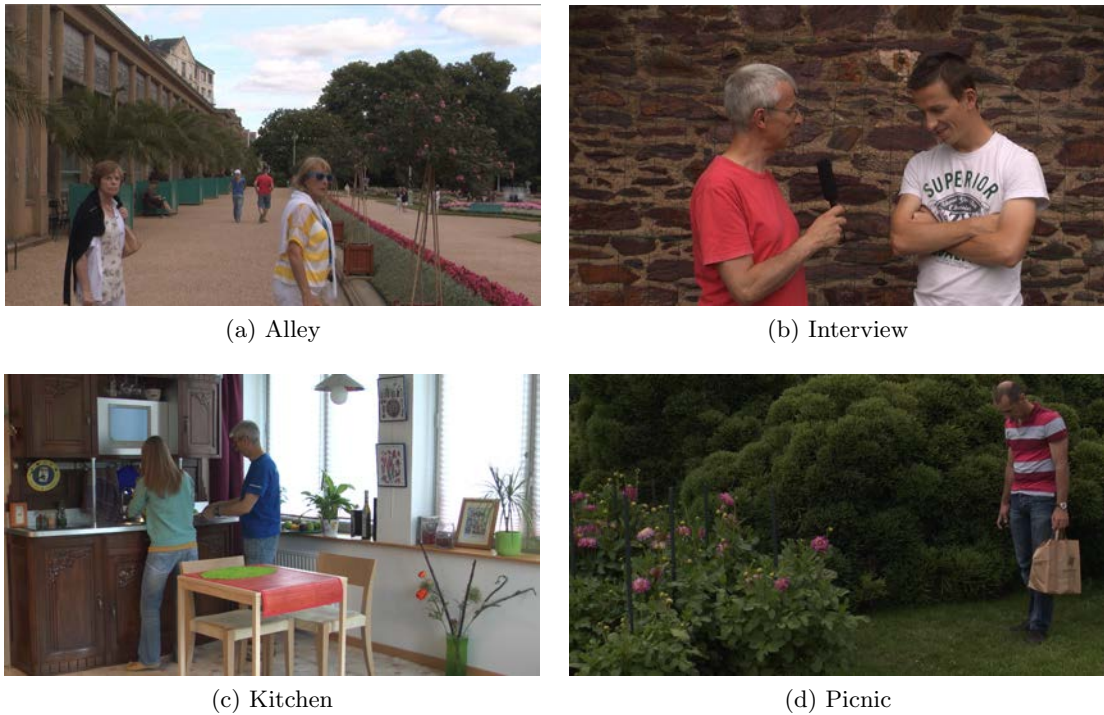 (a) Alley
(b) Interview
SUPERIOR
(c) Kitchen
(d) Picnic